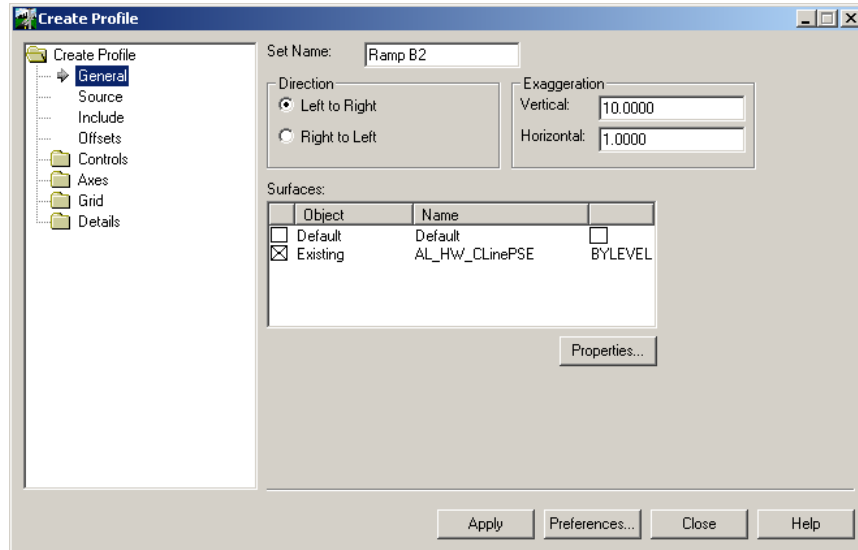 Create Profile
Create Profile
General
Source
Include
Offsets
Controls
Axes
Grid
Details
Set Name: Ramp B2
Direction
Left to Right
Right to Left
Exaggeration
Vertical: 10.0000
Horizontal: 1.0000
Surfaces:
Object Name
Default Default
Existing AL_HW_CLinePSE BYLEVEL
Properties...
Apply Preferences... Close Help